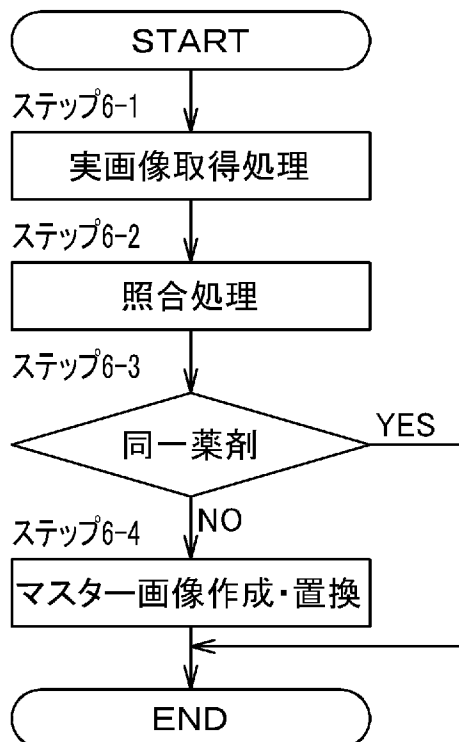 START
ステップ6-1
実画像取得処理
ステップ6-2
照合処理
ステップ6-3
同一薬剤
YES
NO
ステップ6-4
マスター画像作成・置換
END